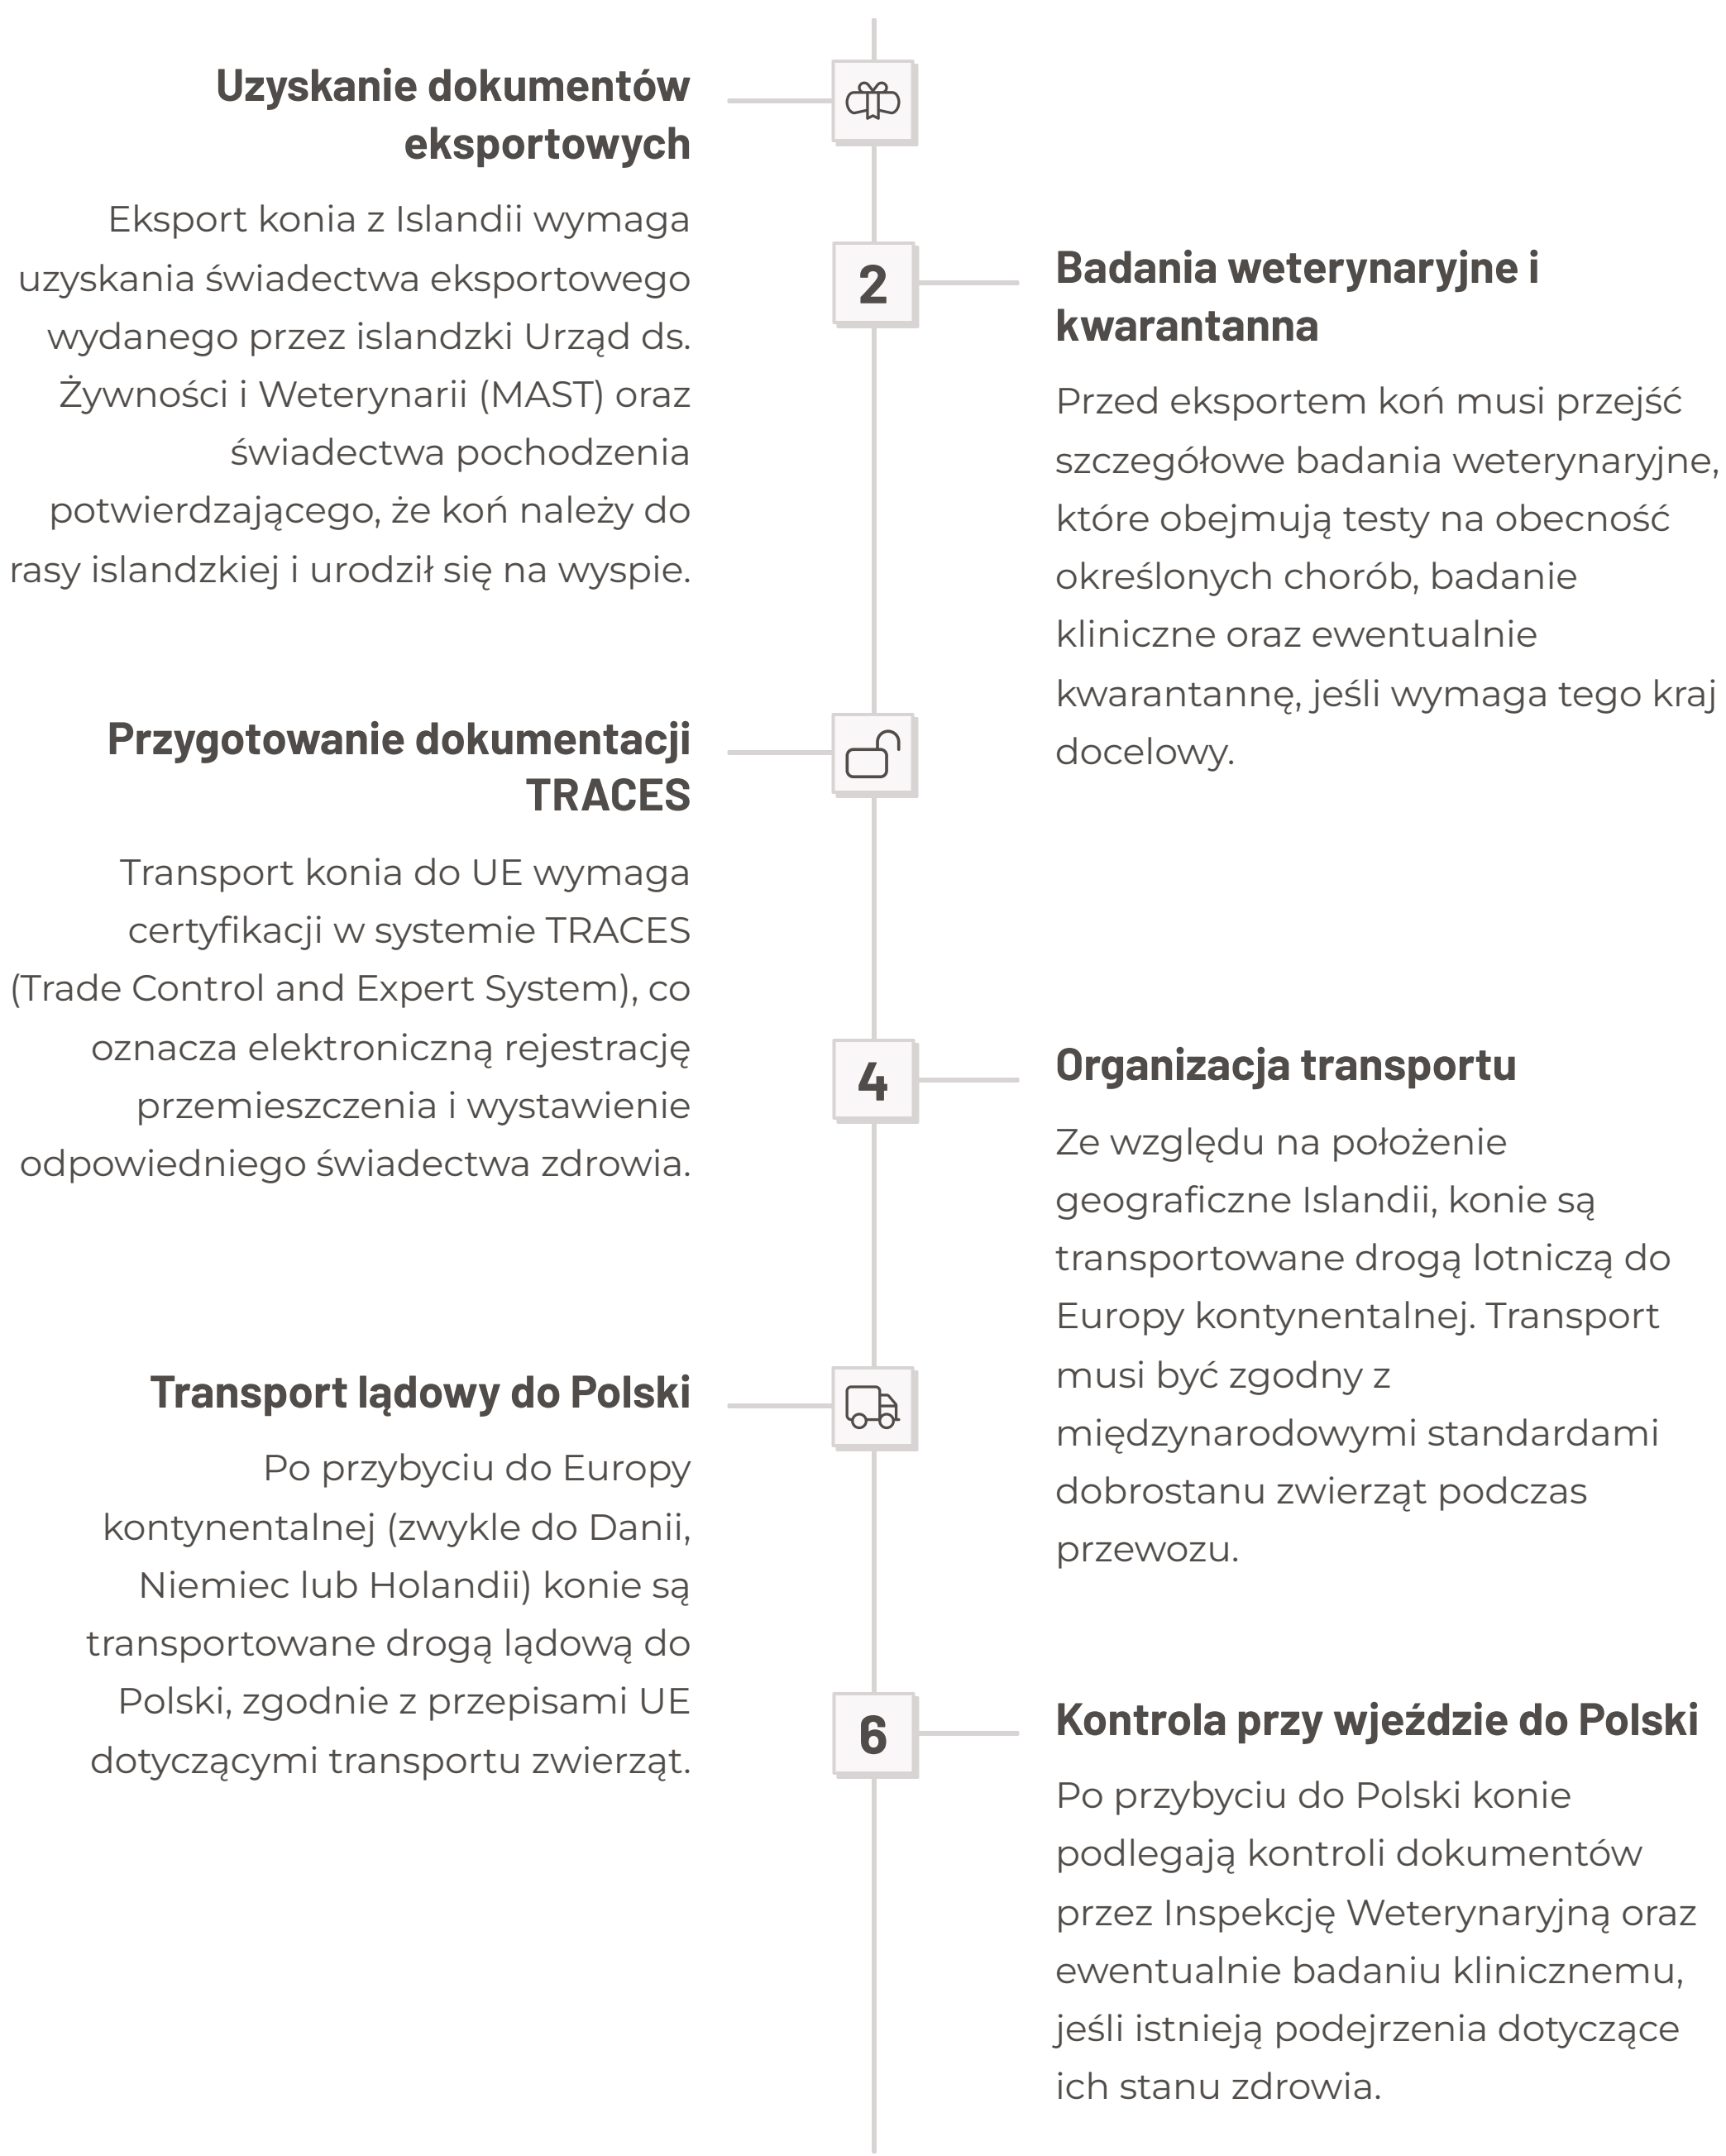 Uzyskanie dokumentów
eksportowych
Eksport konia z Islandii wymaga
uzyskania świadectwa eksportowego
wydanego przez islandzki Urząd ds.
Żywności i Weterynarii (MAST) oraz
świadectwa pochodzenia
potwierdzającego, że koń należy do
rasy islandzkiej i urodził się na wyspie.
2
Badania weterynaryjne i
kwarantanna
Przed eksportem koń musi przejść
szczegółowe badania weterynaryjne,
które obejmują testy na obecność
określonych chorób, badanie
kliniczne oraz ewentualnie
kwarantannę, jeśli wymaga tego kraj
docelowy.
Przygotowanie dokumentacji
TRACES
Transport konia do UE wymaga
certyfikacji w systemie TRACES
(Trade Control and Expert System), co
oznacza elektroniczną rejestrację
przemieszczenia i wystawienie
odpowiedniego świadectwa zdrowia.
4
Organizacja transportu
Ze względu na położenie
geograficzne Islandii, konie są
transportowane drogą lotniczą do
Europy kontynentalnej. Transport
musi być zgodny z
międzynarodowymi standardami
dobrostanu zwierząt podczas
przewozu.
Transport lądowy do Polski
Po przybyciu do Europy
kontynentalnej (zwykle do Danii,
Niemiec lub Holandii) konie są
transportowane drogą lądową do
Polski, zgodnie z przepisami UE
dotyczącymi transportu zwierząt.
6
Kontrola przy wjeździe do Polski
Po przybyciu do Polski konie
podlegają kontroli dokumentów
przez Inspekcję Weterynaryjną oraz
ewentualnie badaniu klinicznemu,
jeśli istnieją podejrzenia dotyczące
ich stanu zdrowia.